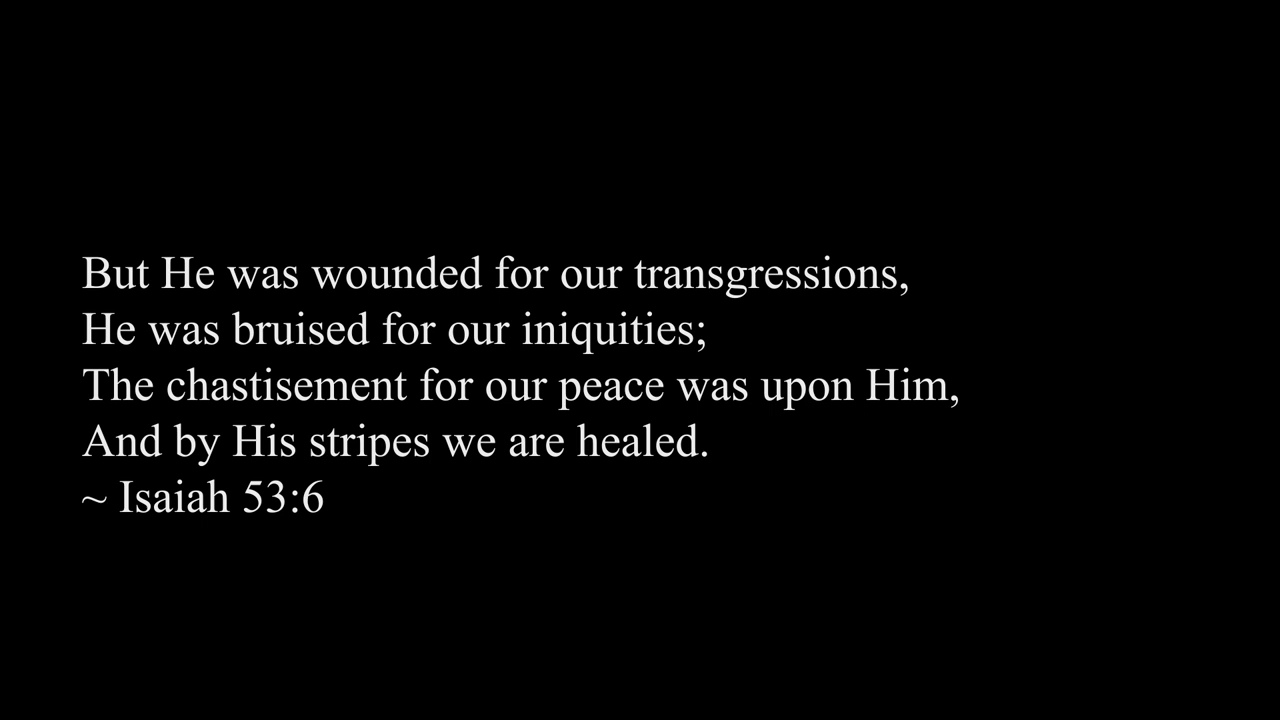 But He was wounded for our transgressions,
He was bruised for our iniquities;
The chastisement for our peace was upon Him,
And by His stripes we are healed.
~ Isaiah 53:6